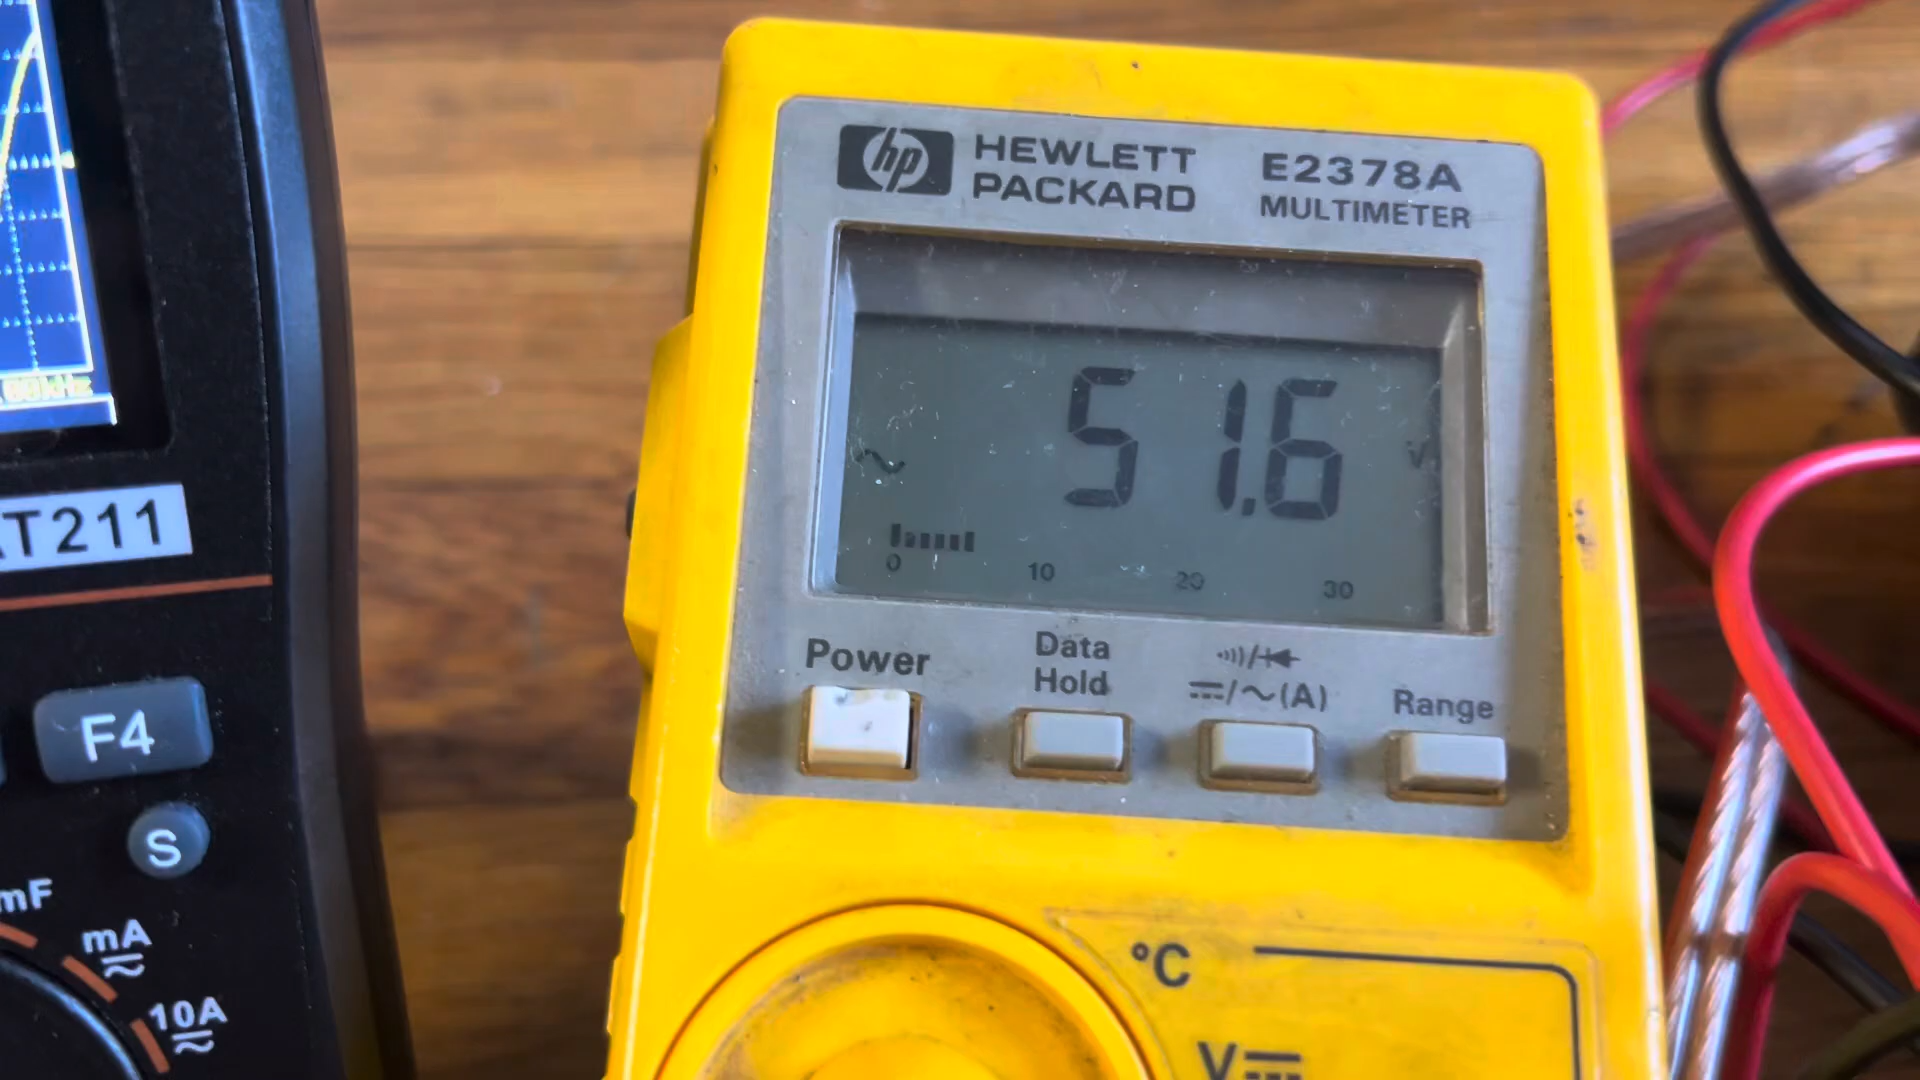 hp HEWLETT PACKARD
E2378A
MULTIMETER
51.6
V
0 10 20 30
Power
Data
Hold
(A)
Range
°C
V
T211
F4
S
mF
mA
10A